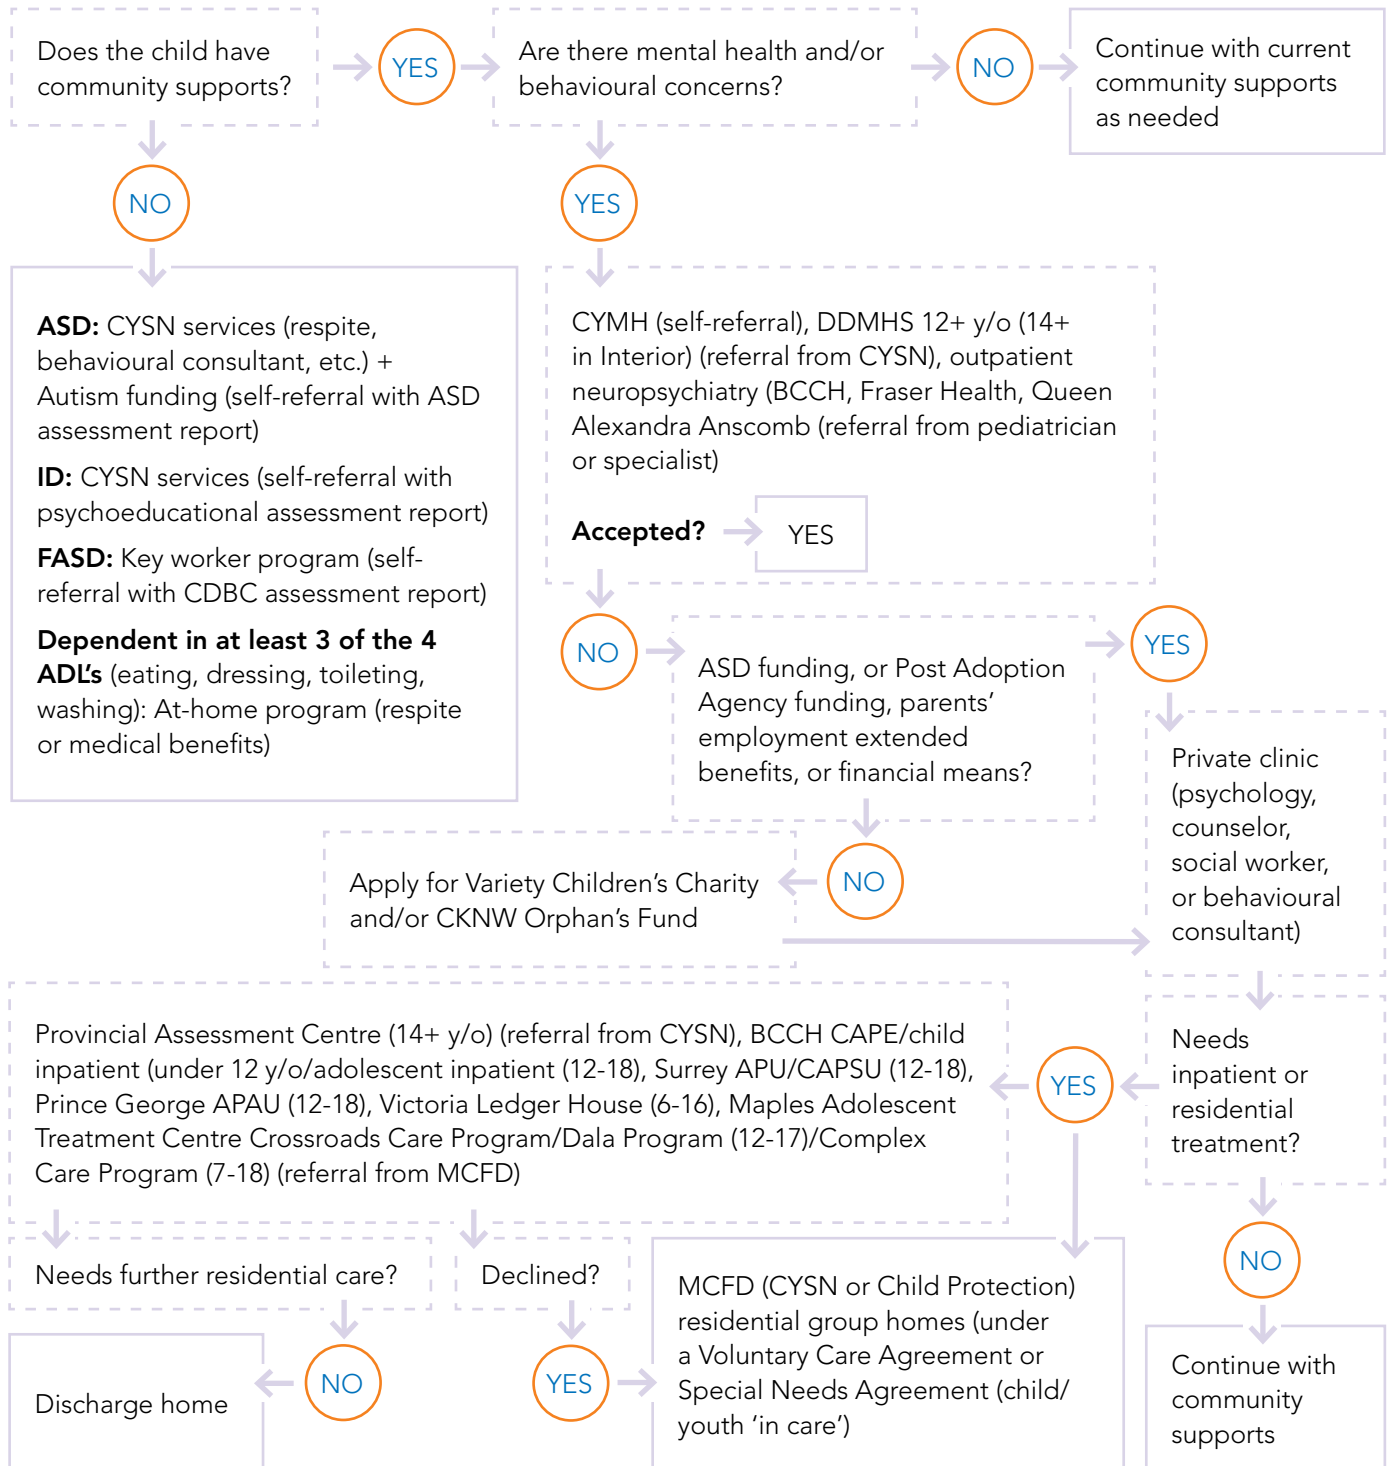 Does the child have
community supports?
YES
Are there mental health and/or
behavioural concerns?
NO
Continue with current
community supports
as needed
NO
YES
ASD: CYSN services (respite,
behavioural consultant, etc.) +
Autism funding (self-referral with ASD
assessment report)
ID: CYSN services (self-referral with
psychoeducational assessment report)
FASD: Key worker program (self-
referral with CDBC assessment report)
Dependent in at least 3 of the 4
ADL's (eating, dressing, toileting,
washing): At-home program (respite
or medical benefits)
CYMH (self-referral), DDMHS 12+ y/o (14+
in Interior) (referral from CYSN), outpatient
neuropsychiatry (BCCH, Fraser Health, Queen
Alexandra Anscomb (referral from pediatrician
or specialist)
Accepted?
YES
NO
ASD funding, or Post Adoption
Agency funding, parents'
employment extended
benefits, or financial means?
YES
Private clinic
(psychology,
counselor,
social worker,
or behavioural
consultant)
NO
Apply for Variety Children's Charity
and/or CKNW Orphan's Fund
Needs
inpatient or
residential
treatment?
YES
Provincial Assessment Centre (14+ y/o) (referral from CYSN), BCCH CAPE/child
inpatient (under 12 y/o/adolescent inpatient (12-18), Surrey APU/CAPSU (12-18),
Prince George APAU (12-18), Victoria Ledger House (6-16), Maples Adolescent
Treatment Centre Crossroads Care Program/Dala Program (12-17)/Complex
Care Program (7-18) (referral from MCFD)
NO
Needs further residential care?
Declined?
MCFD (CYSN or Child Protection)
residential group homes (under
a Voluntary Care Agreement or
Special Needs Agreement (child/
youth 'in care')
NO
YES
Discharge home
Continue with
community
supports